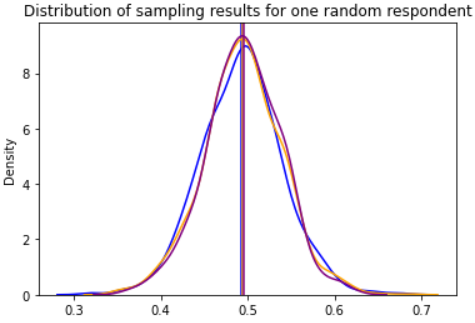 Distribution of sampling results for one random respondent
Density
8
6
4
2
0
0.3 0.4 0.5 0.6 0.7